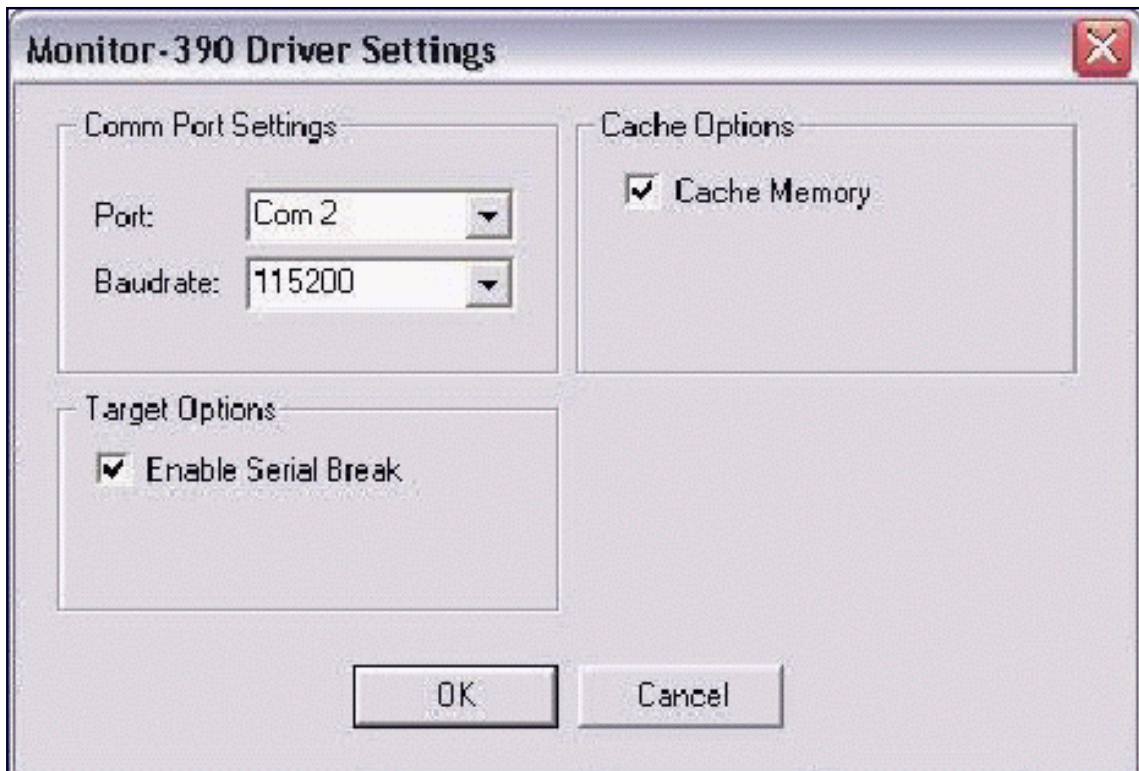 Monitor-390 Driver Settings
Comm Port Settings
Port: Com 2
Baudrate: 115200
Cache Options
Cache Memory
Target Options
Enable Serial Break
OK
Cancel